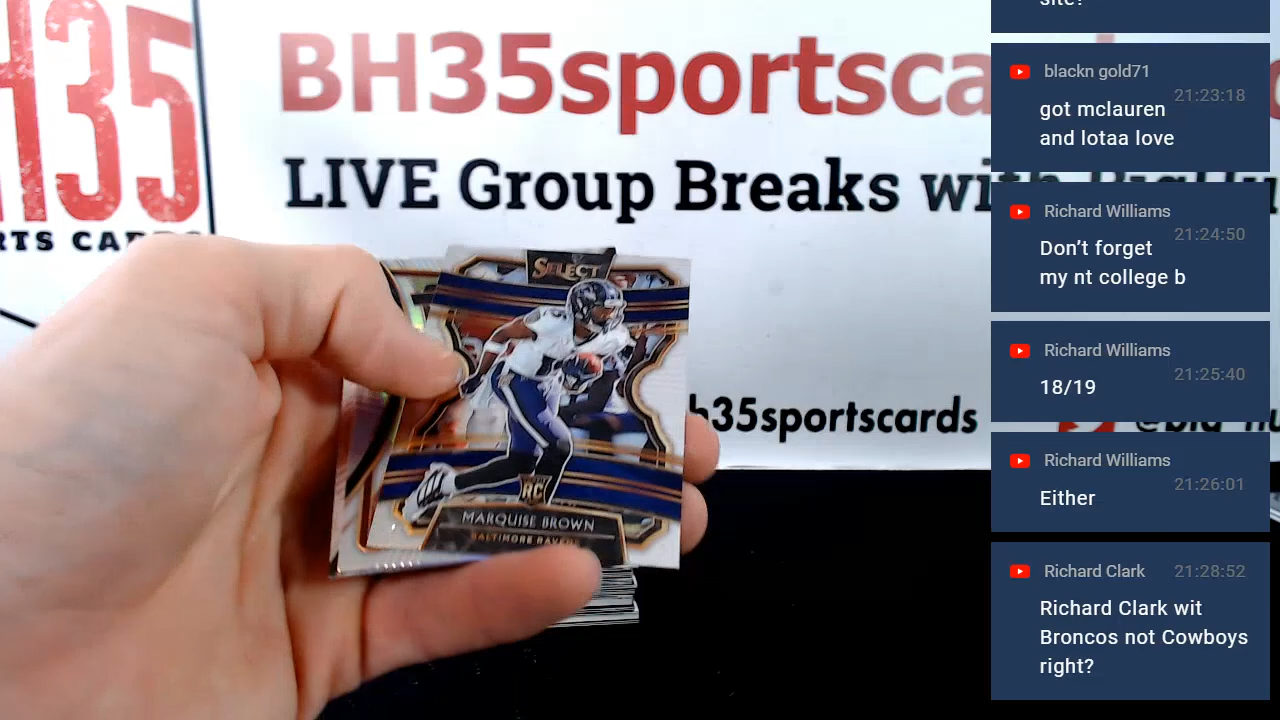 BH35
RTS CARDS
BH35sportsca
LIVE Group Breaks with
h35sportscards
SELECT
RC
MARQUISE BROWN
BALTIMORE RAVENS
site?
blackn gold71
21:23:18
got mclauren
and lotaa love
Richard Williams
21:24:50
Don't forget
my nt college b
Richard Williams
21:25:40
18/19
Richard Williams
21:26:01
Either
Richard Clark 21:28:52
Richard Clark wit
Broncos not Cowboys
right?